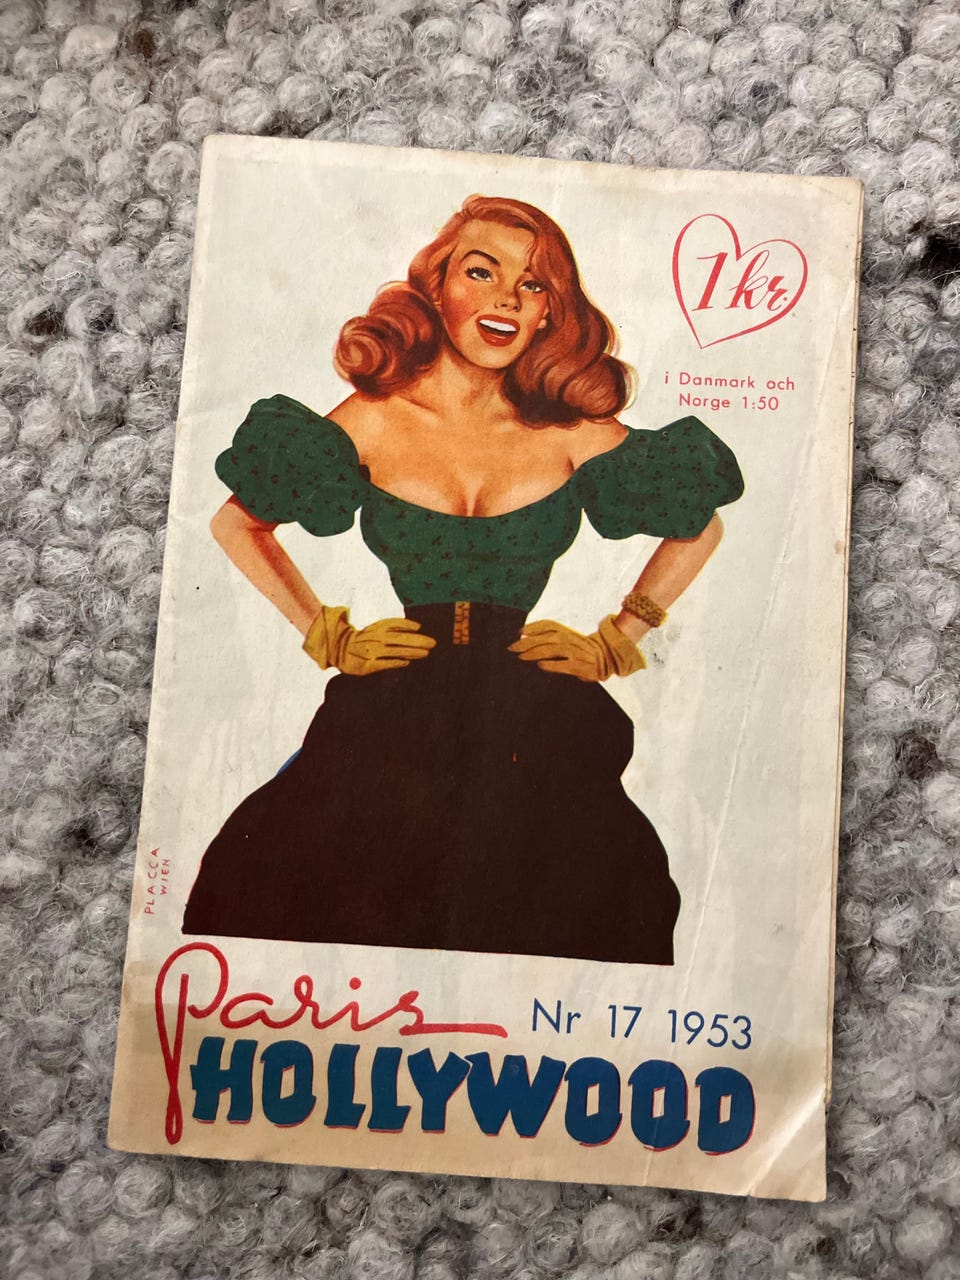 1 kr.
i Danmark och
Norge 1:50
PLACCA
WIEN
Paris
Nr 17 1953
HOLLYWOOD